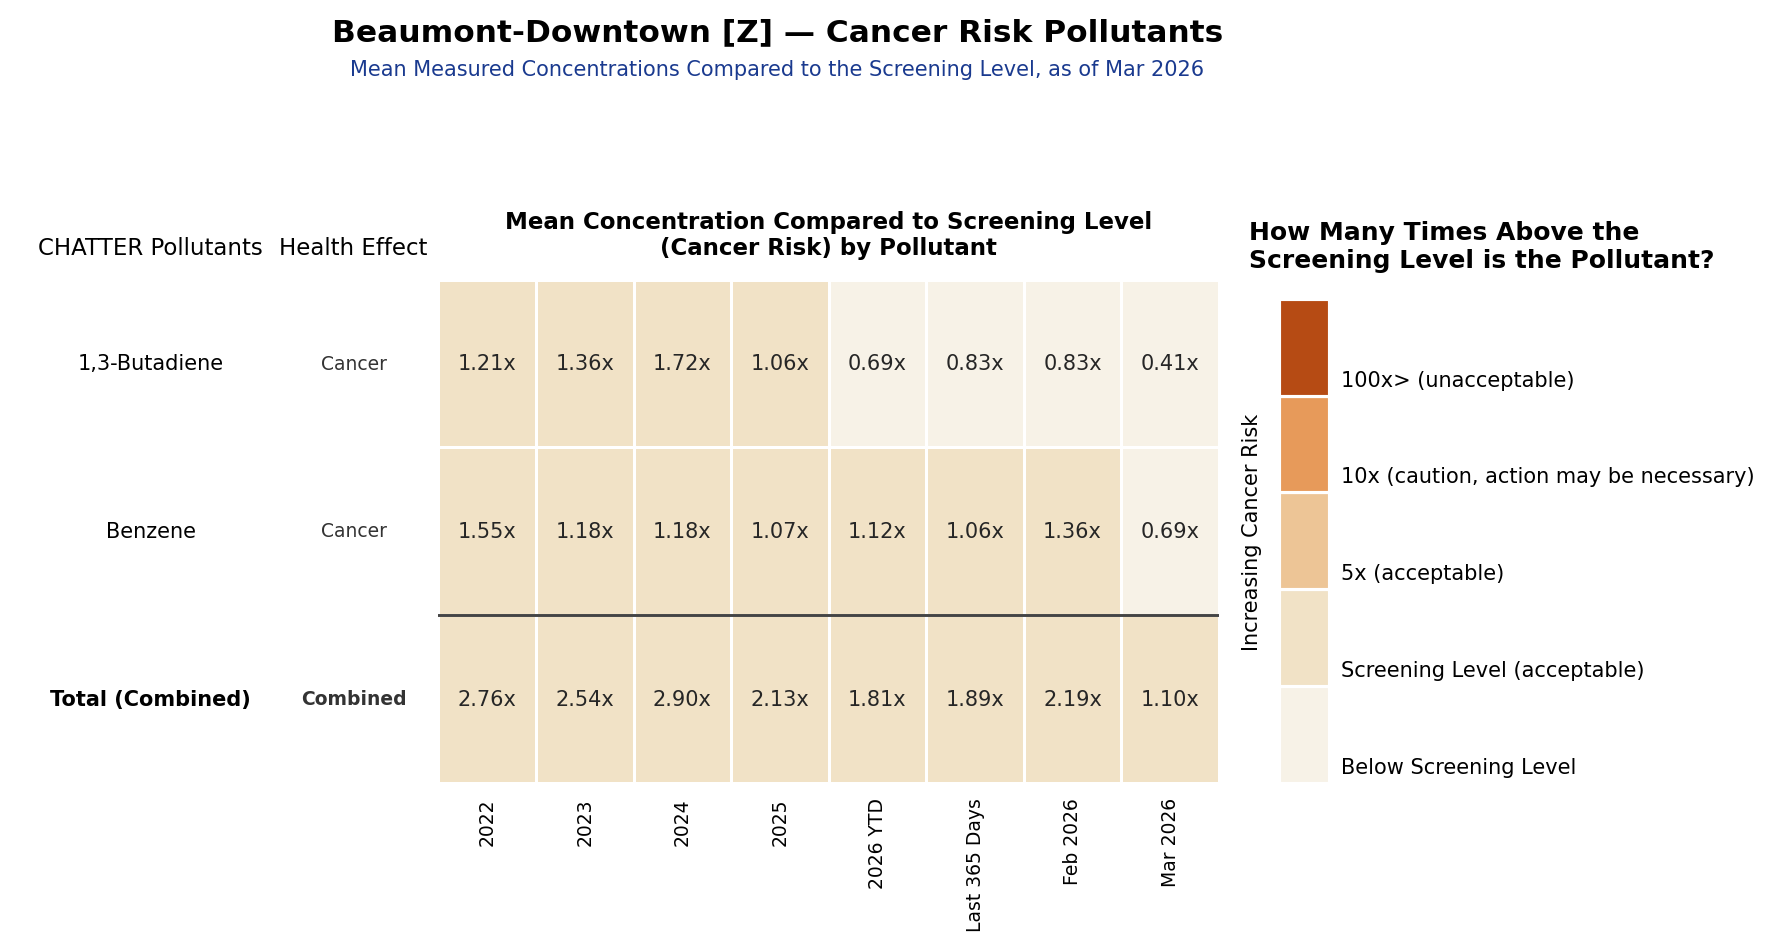 Beaumont-Downtown [Z] — Cancer Risk Pollutants
Mean Measured Concentrations Compared to the Screening Level, as of Mar 2026
CHATTER Pollutants Health Effect
Mean Concentration Compared to Screening Level
(Cancer Risk) by Pollutant
1,3-Butadiene Cancer 1.21x 1.36x 1.72x 1.06x 0.69x 0.83x 0.83x 0.41x
Benzene Cancer 1.55x 1.18x 1.18x 1.07x 1.12x 1.06x 1.36x 0.69x
Total (Combined) Combined 2.76x 2.54x 2.90x 2.13x 1.81x 1.89x 2.19x 1.10x
2022 2023 2024 2025 2026 YTD Last 365 Days Feb 2026 Mar 2026
How Many Times Above the
Screening Level is the Pollutant?
Increasing Cancer Risk
100x> (unacceptable)
10x (caution, action may be necessary)
5x (acceptable)
Screening Level (acceptable)
Below Screening Level